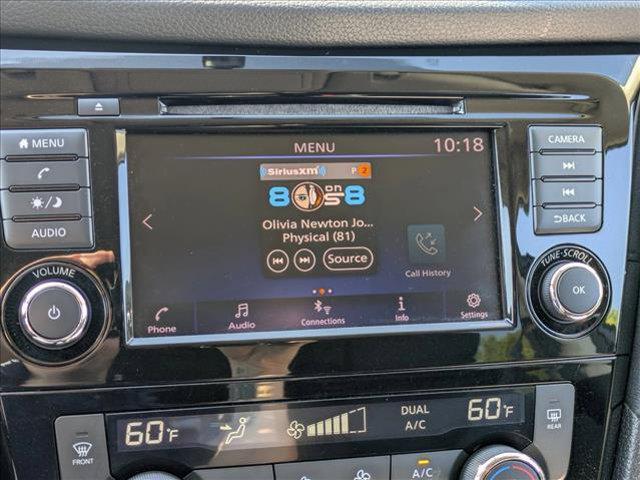 MENU
AUDIO
VOLUME
MENU
10:18
SiriusXM P 2
80s on 8
Olivia Newton Jo...
Physical (81)
Source
Call History
Phone
Audio
Connections
Info
Settings
CAMERA
BACK
TUNE·SCROLL
OK
FRONT
60°F
DUAL
A/C
60°F
REAR
A/C